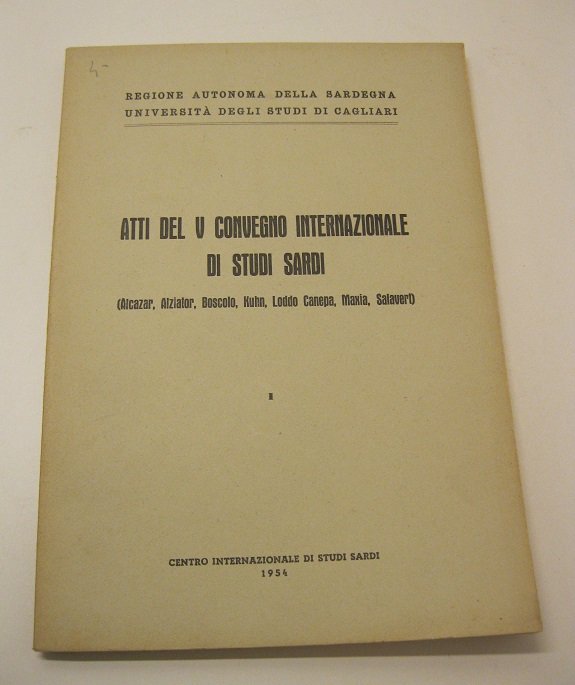 4-
REGIONE AUTONOMA DELLA SARDEGNA
UNIVERSITÀ DEGLI STUDI DI CAGLIARI
ATTI DEL V CONVEGNO INTERNAZIONALE
DI STUDI SARDI
(Alcazar, Alziator, Boscolo, Kuhn, Loddo Canepa, Maxia, Salavert)
I
CENTRO INTERNAZIONALE DI STUDI SARDI
1954